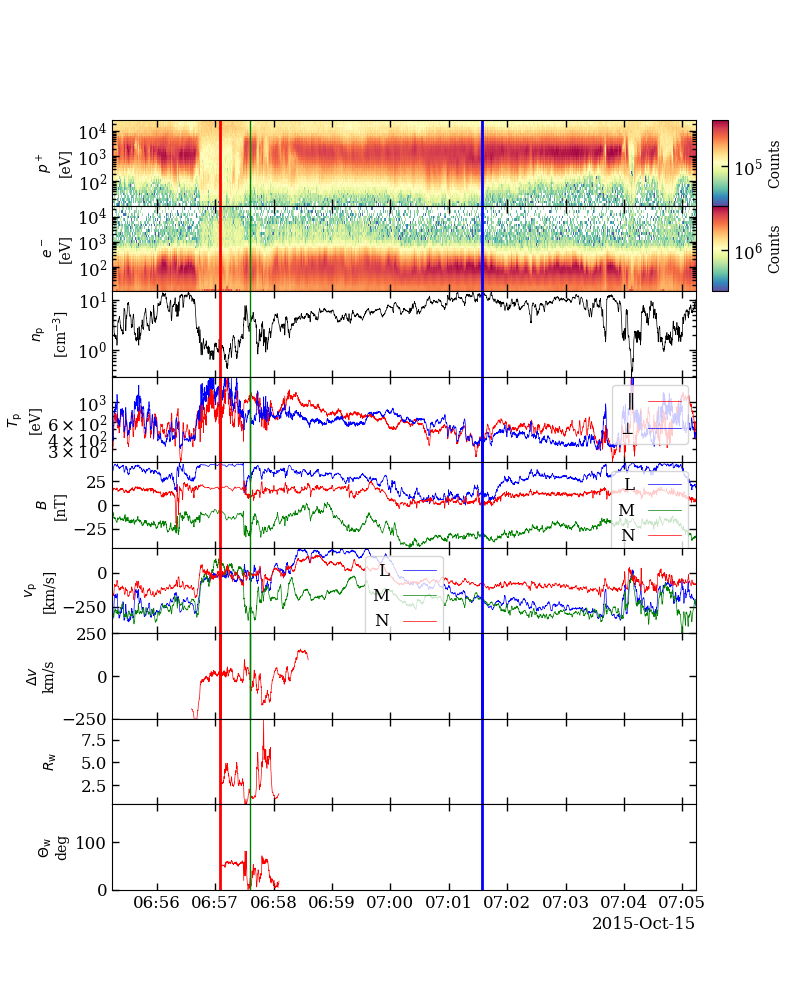 10⁴
10³
10²
p⁺
[eV]
10⁵
Counts
10⁴
10³
10²
e⁻
[eV]
10⁶
Counts
10¹
10⁰
nₚ
[cm⁻³]
10³
6 × 10²
4 × 10²
3 × 10²
Tₚ
[eV]
∥
⊥
25
0
−25
B
[nT]
L
M
N
0
−250
vₚ
[km/s]
L
M
N
250
0
−250
Δv
km/s
7.5
5.0
2.5
R_w
100
0
Θ_w
deg
06:56 06:57 06:58 06:59 07:00 07:01 07:02 07:03 07:04 07:05
2015-Oct-15